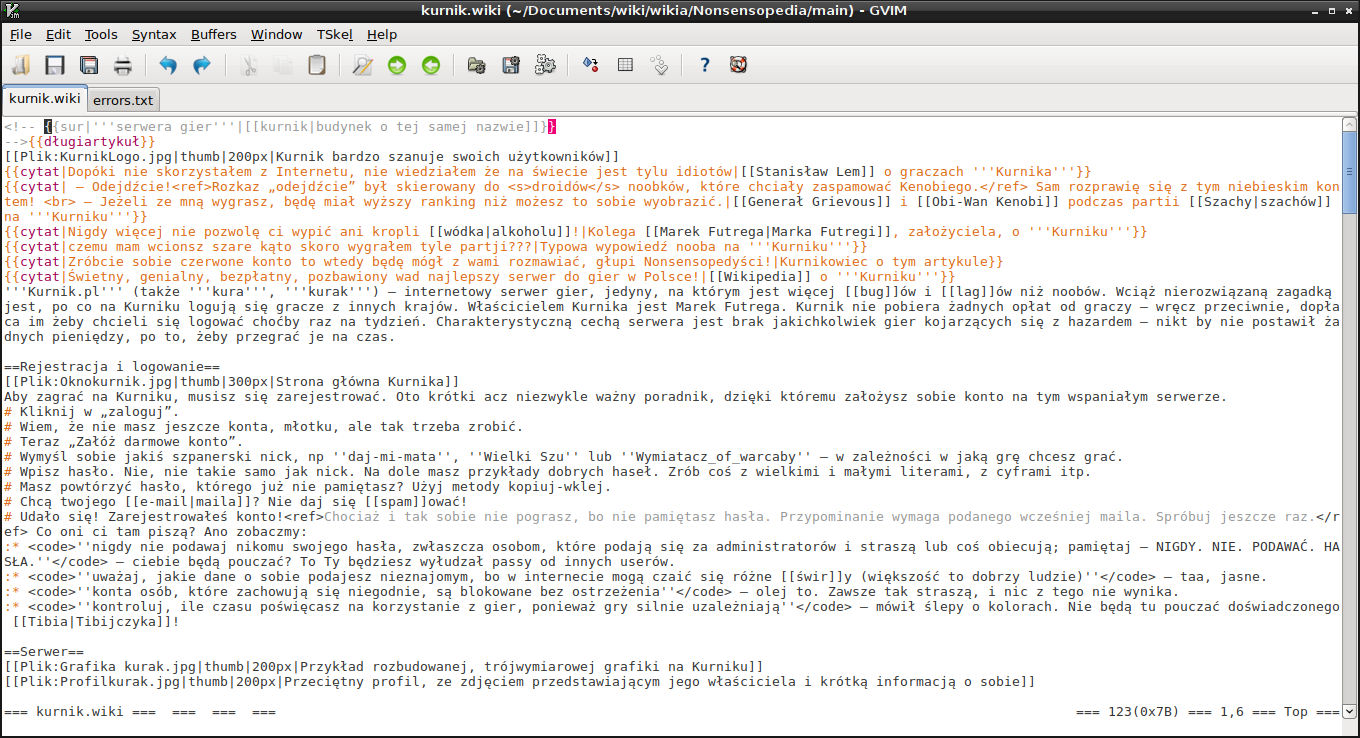 kurnik.wiki (~/Documents/wiki/wikia/Nonsensopedia/main) - GVIM
File Edit Tools Syntax Buffers Window TSkel Help
kurnik.wiki errors.txt
<!-- {{sur|'''serwera gier'''|[[kurnik|budynek o tej samej nazwie]]}}
-->{{długiartykuł}}
[[Plik:KurnikLogo.jpg|thumb|200px|Kurnik bardzo szanuje swoich użytkowników]]
{{cytat|Dopóki nie skorzystałem z Internetu, nie wiedziałem że na świecie jest tylu idiotów|[[Stanisław Lem]] o graczach '''Kurnika'''}}
{{cytat| – Odejdźcie!<ref>Rozkaz „odejdźcie” był skierowany do <s>droidów</s> noobków, które chciały zaspamować Kenobiego.</ref> Sam rozprawię się z tym niebieskim kon
tem! <br> – Jeżeli ze mną wygrasz, będę miał wyższy ranking niż możesz to sobie wyobrazić.|[[Generał Grievous]] i [[Obi-Wan Kenobi]] podczas partii [[Szachy|szachów]]
na '''Kurniku'''}}
{{cytat|Nigdy więcej nie pozwolę ci wypić ani kropli [[wódka|alkoholu]]!|Kolega [[Marek Futrega|Marka Futregi]], założyciela, o '''Kurniku'''}}
{{cytat|czemu mam wcionsz szare kąto skoro wygrałem tyle partji???|Typowa wypowiedź nooba na '''Kurniku'''}}
{{cytat|Zróbcie sobie czerwone konto to wtedy będę mógł z wami rozmawiać, głupi Nonsensopedyści!|Kurnikowiec o tym artykule}}
{{cytat|Świetny, genialny, bezpłatny, pozbawiony wad najlepszy serwer do gier w Polsce!|[[Wikipedia]] o '''Kurniku'''}}
'''Kurnik.pl''' (także '''kura''', '''kurak''') – internetowy serwer gier, jedyny, na którym jest więcej [[bug]]ów i [[lag]]ów niż noobów. Wciąż nierozwiązaną zagadką
jest, po co na Kurniku logują się gracze z innych krajów. Właścicielem Kurnika jest Marek Futrega. Kurnik nie pobiera żadnych opłat od graczy – wręcz przeciwnie, dopła
ca im żeby chcieli się logować choćby raz na tydzień. Charakterystyczną cechą serwera jest brak jakichkolwiek gier kojarzących się z hazardem – nikt by nie postawił ża
dnych pieniędzy, po to, żeby przegrać je na czas.
==Rejestracja i logowanie==
[[Plik:Oknokurnik.jpg|thumb|300px|Strona główna Kurnika]]
Aby zagrać na Kurniku, musisz się zarejestrować. Oto krótki acz niezwykle ważny poradnik, dzięki któremu założysz sobie konto na tym wspaniałym serwerze.
# Kliknij w „zaloguj”.
# Wiem, że nie masz jeszcze konta, młotku, ale tak trzeba zrobić.
# Teraz „Załóż darmowe konto”.
# Wymyśl sobie jakiś szpanerski nick, np ''daj-mi-mata'', ''Wielki Szu'' lub ''Wymiatacz_of_warcaby'' – w zależności w jaką grę chcesz grać.
# Wpisz hasło. Nie, nie takie samo jak nick. Na dole masz przykłady dobrych haseł. Zrób coś z wielkimi i małymi literami, z cyframi itp.
# Masz powtórzyć hasło, którego już nie pamiętasz? Użyj metody kopiuj-wklej.
# Chcą twojego [[e-mail|maila]]? Nie daj się [[spam]]ować!
# Udało się! Zarejestrowałeś konto!<ref>Chociaż i tak sobie nie pograsz, bo nie pamiętasz hasła. Przypominanie wymaga podanego wcześniej maila. Spróbuj jeszcze raz.</r
ef> Co oni ci tam piszą? Ano zobaczmy:
:* <code>''nigdy nie podawaj nikomu swojego hasła, zwłaszcza osobom, które podają się za administratorów i straszą lub coś obiecują; pamiętaj – NIGDY. NIE. PODAWAĆ. HA
SŁA.''</code> – ciebie będą pouczać? To Ty będziesz wyłudzał passy od innych userów.
:* <code>''uważaj, jakie dane o sobie podajesz nieznajomym, bo w internecie mogą czaić się różne [[świr]]y (większość to dobrzy ludzie)''</code> – taa, jasne.
:* <code>''konta osób, które zachowują się niegodnie, są blokowane bez ostrzeżenia''</code> – olej to. Zawsze tak straszą, i nic z tego nie wynika.
:* <code>''kontroluj, ile czasu poświęcasz na korzystanie z gier, ponieważ gry silnie uzależniają''</code> – mówił ślepy o kolorach. Nie będą tu pouczać doświadczonego
[[Tibia|Tibijczyka]]!
==Serwer==
[[Plik:Grafika kurak.jpg|thumb|200px|Przykład rozbudowanej, trójwymiarowej grafiki na Kurniku]]
[[Plik:Profilkurak.jpg|thumb|200px|Przeciętny profil, ze zdjęciem przedstawiającym jego właściciela i krótką informacją o sobie]]
=== kurnik.wiki === === === === === 123(0x7B) === 1,6 === Top ===